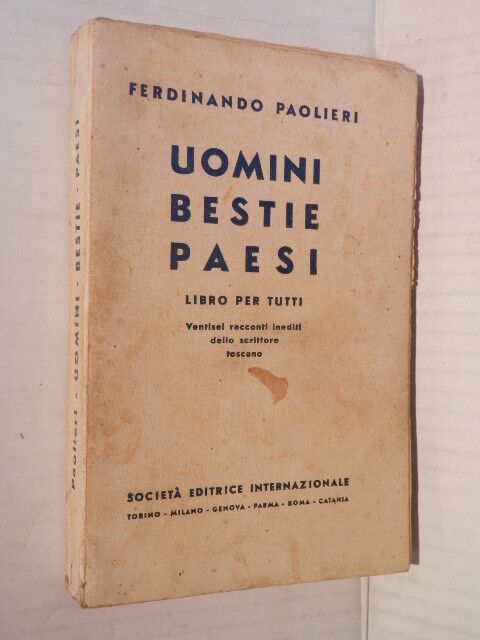 FERDINANDO PAOLIERI
UOMINI
BESTIE
PAESI
LIBRO PER TUTTI
Ventisei racconti inediti
dello scrittore
toscano
SOCIETÀ EDITRICE INTERNAZIONALE
TORINO - MILANO - GENOVA - PARMA - ROMA - CATANIA
Paolieri - UOMINI - BESTIE - PAESI